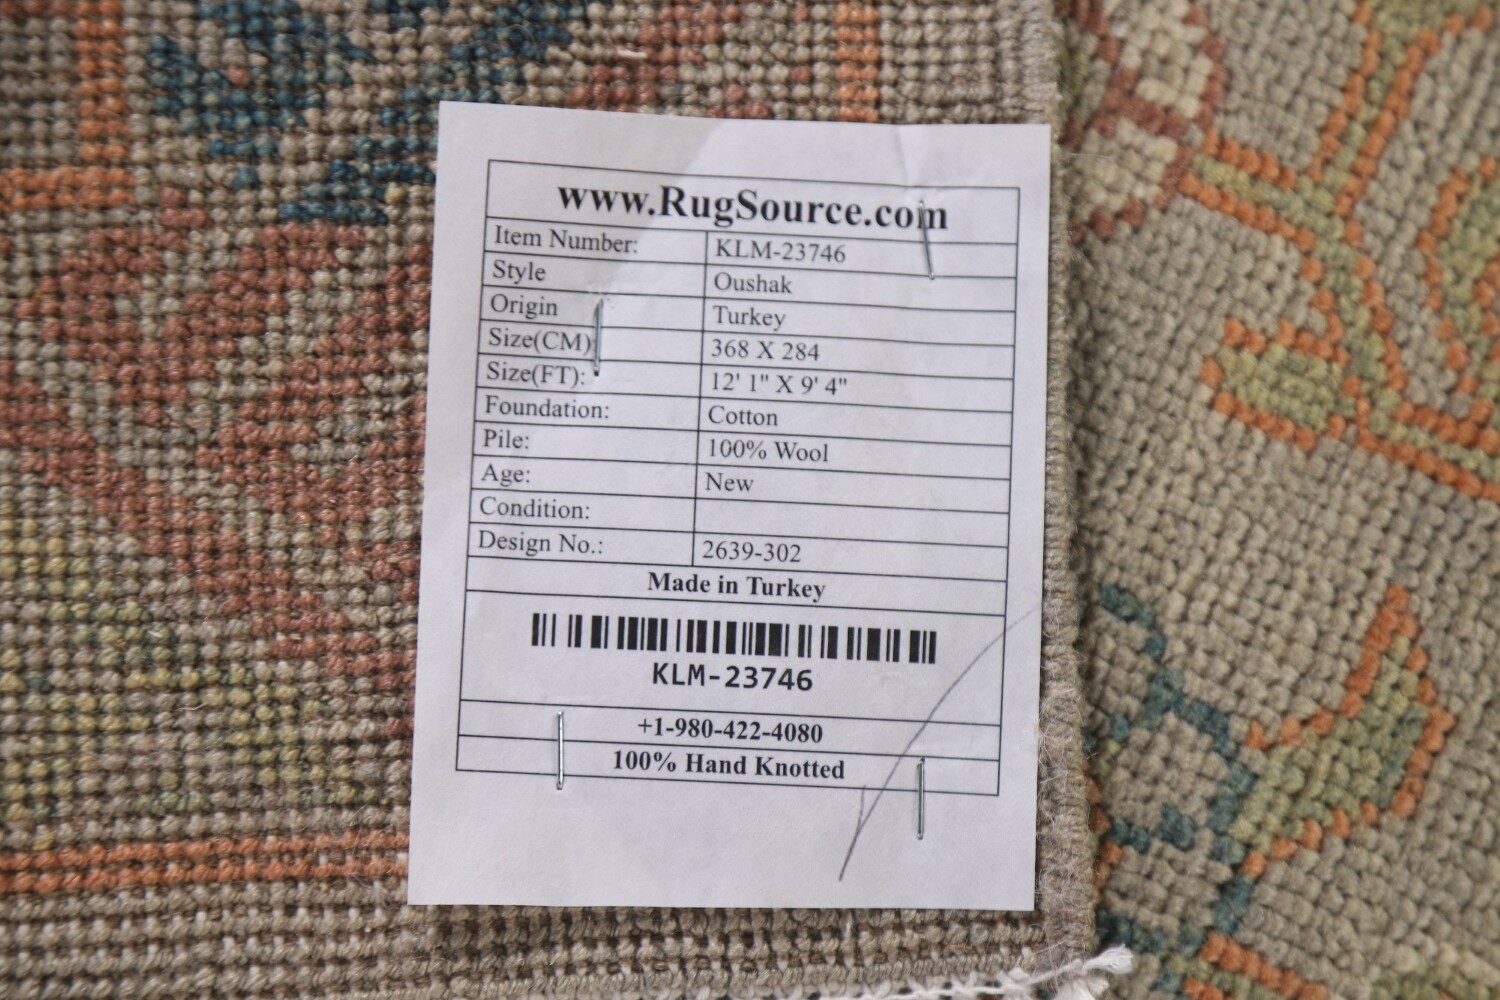 www.RugSource.com
Item Number: KLM-23746
Style Oushak
Origin Turkey
Size(CM): 368 X 284
Size(FT): 12' 1" X 9' 4"
Foundation: Cotton
Pile: 100% Wool
Age: New
Condition:
Design No.: 2639-302
Made in Turkey
KLM-23746
+1-980-422-4080
100% Hand Knotted